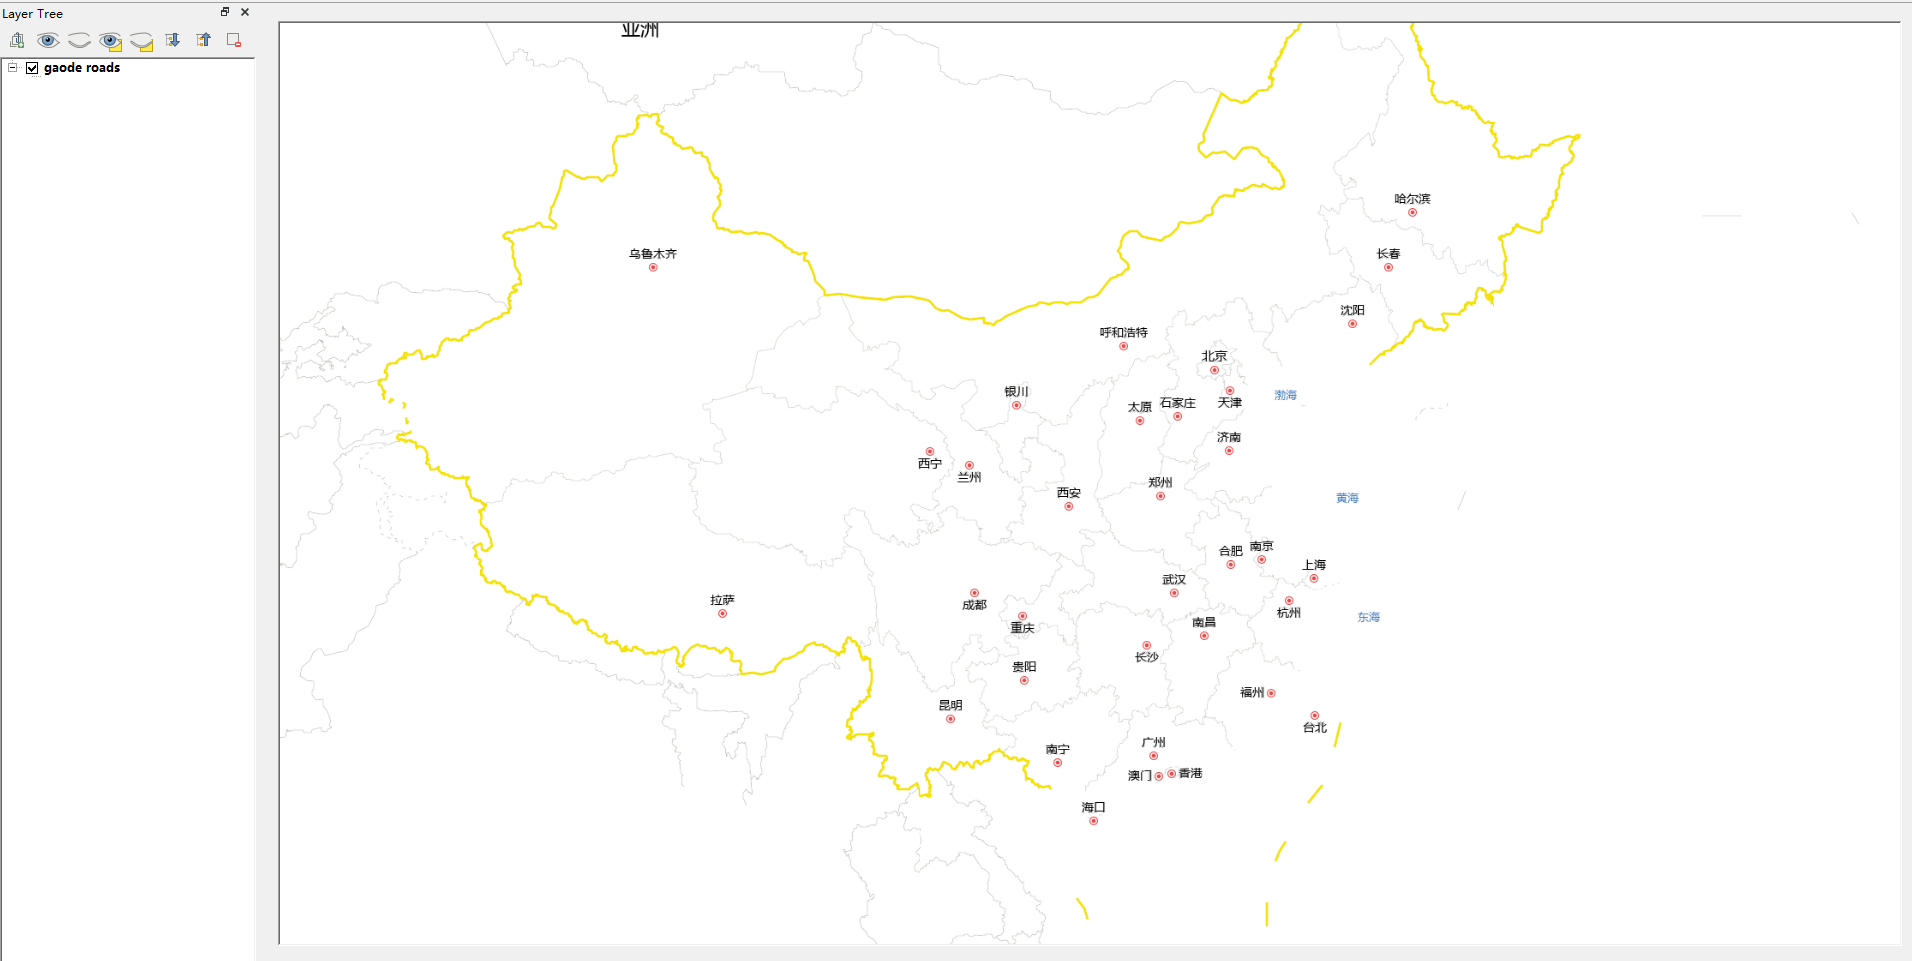 Layer Tree
gaode roads
亚洲
哈尔滨
乌鲁木齐
长春
沈阳
呼和浩特
北京
银川
渤海
天津
太原
石家庄
济南
西宁
兰州
郑州
西安
黄海
合肥
南京
上海
武汉
拉萨
成都
杭州
东海
重庆
南昌
长沙
贵阳
福州
昆明
台北
广州
南宁
澳门
香港
海口